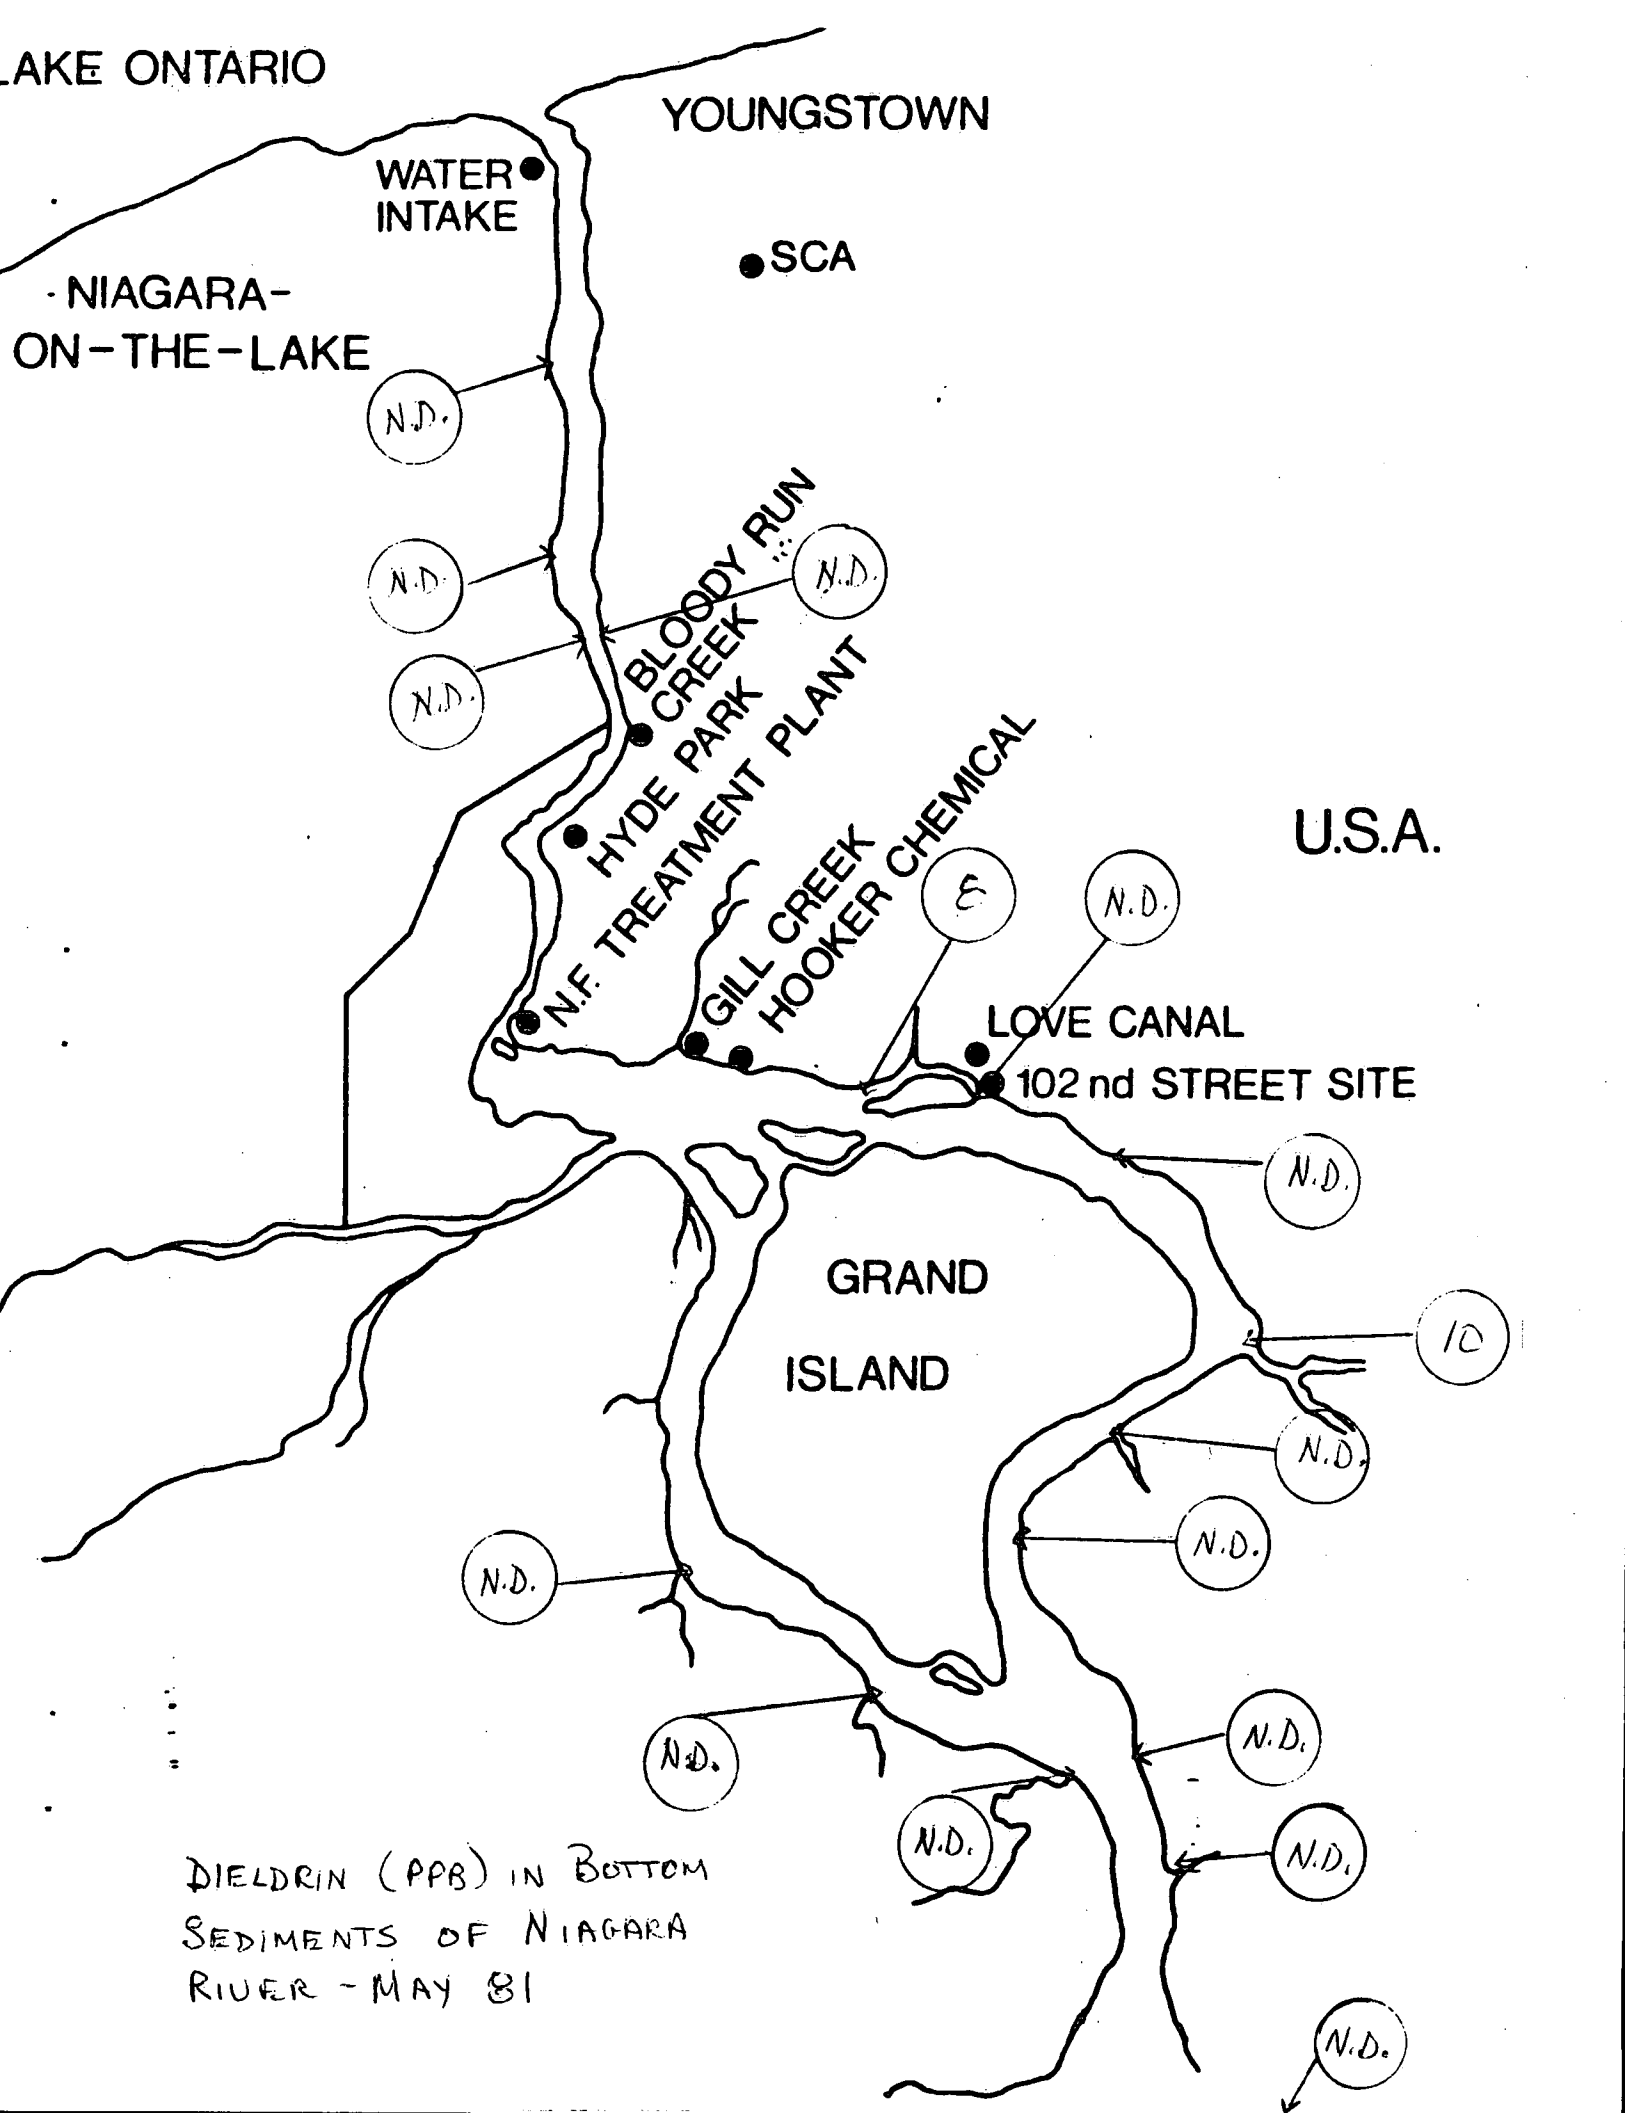 LAKE ONTARIO
YOUNGSTOWN
WATER
INTAKE
SCA
NIAGARA-
ON-THE-LAKE
N.D.
N.D.
N.D.
N.D.
BLOODY RUN
CREEK
HYDE PARK
N.F. TREATMENT PLANT
GILL CREEK
HOOKER CHEMICAL
U.S.A.
N.D.
LOVE CANAL
102nd STREET SITE
N.D.
GRAND
ISLAND
10
N.D.
N.D.
N.D.
N.D.
N.D.
N.D.
N.D.
DIELDRIN (PPB) IN BOTTOM
SEDIMENTS OF NIAGARA
RIVER - MAY 81
N.D.